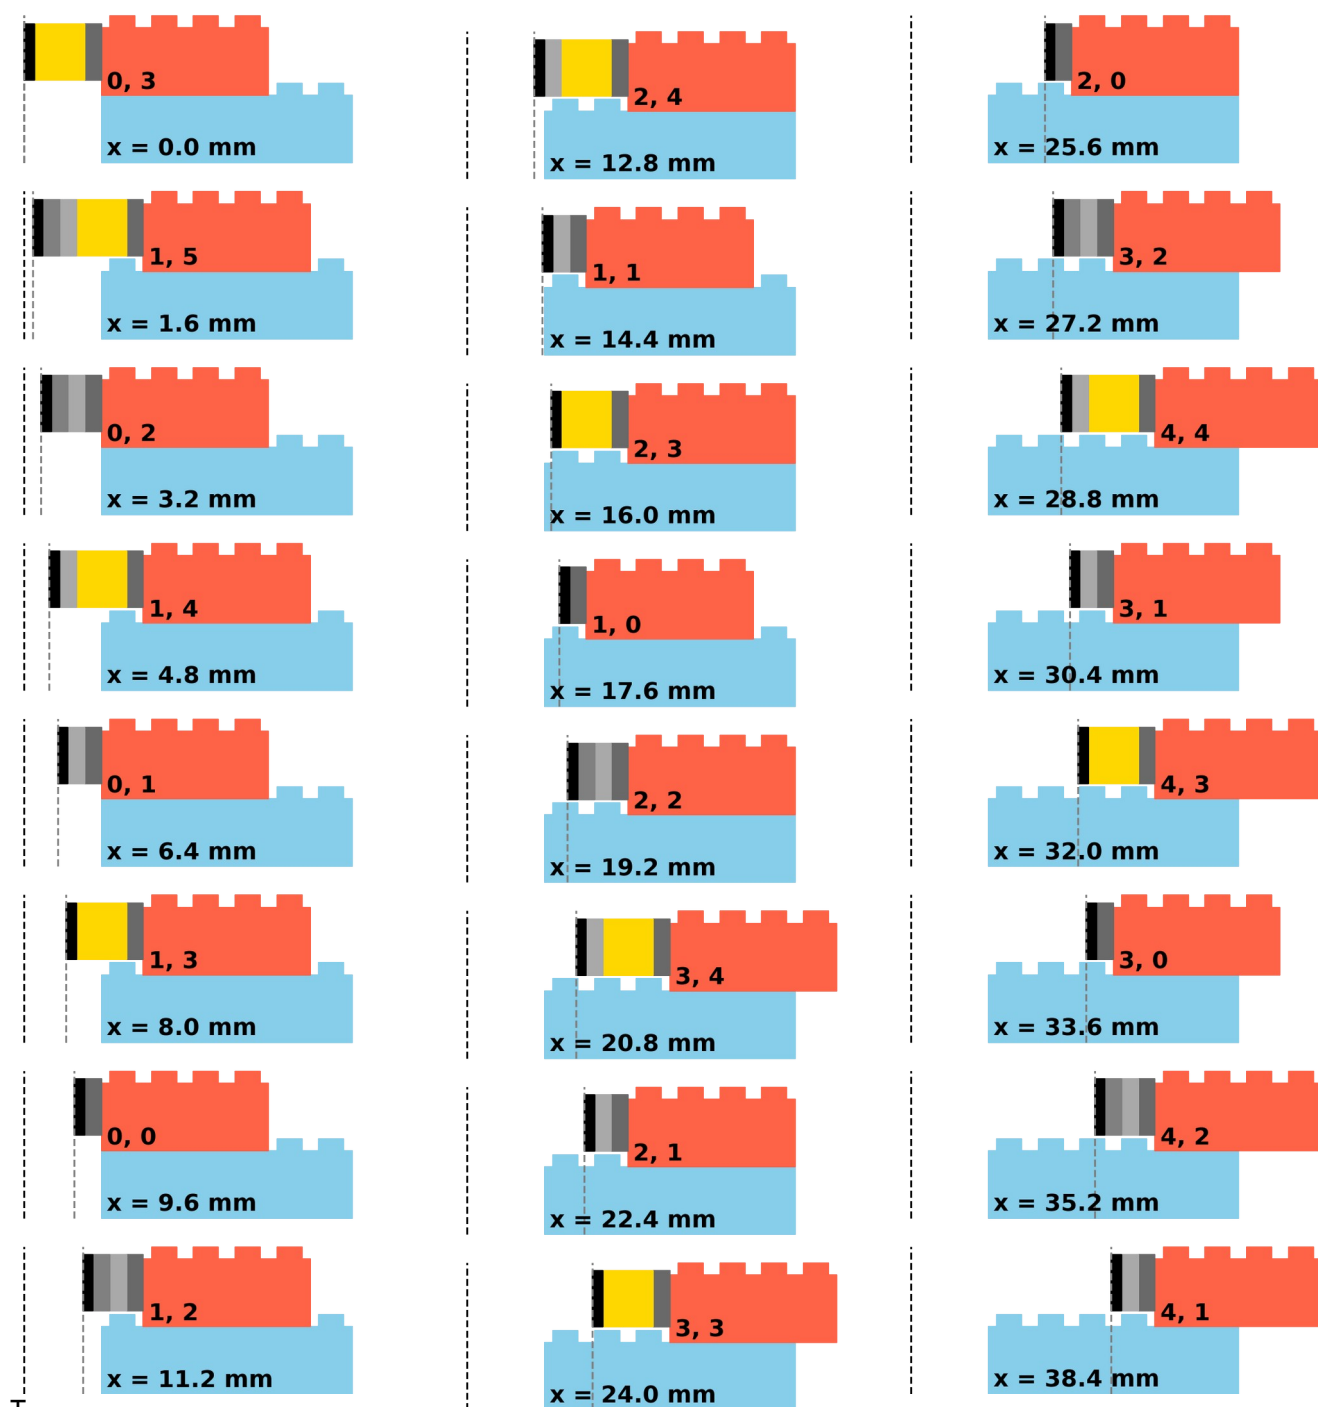 0, 3
x = 0.0 mm
1, 5
x = 1.6 mm
0, 2
x = 3.2 mm
1, 4
x = 4.8 mm
0, 1
x = 6.4 mm
1, 3
x = 8.0 mm
0, 0
x = 9.6 mm
1, 2
x = 11.2 mm
2, 4
x = 12.8 mm
1, 1
x = 14.4 mm
2, 3
x = 16.0 mm
1, 0
x = 17.6 mm
2, 2
x = 19.2 mm
3, 4
x = 20.8 mm
2, 1
x = 22.4 mm
3, 3
x = 24.0 mm
2, 0
x = 25.6 mm
3, 2
x = 27.2 mm
4, 4
x = 28.8 mm
3, 1
x = 30.4 mm
4, 3
x = 32.0 mm
3, 0
x = 33.6 mm
4, 2
x = 35.2 mm
4, 1
x = 38.4 mm